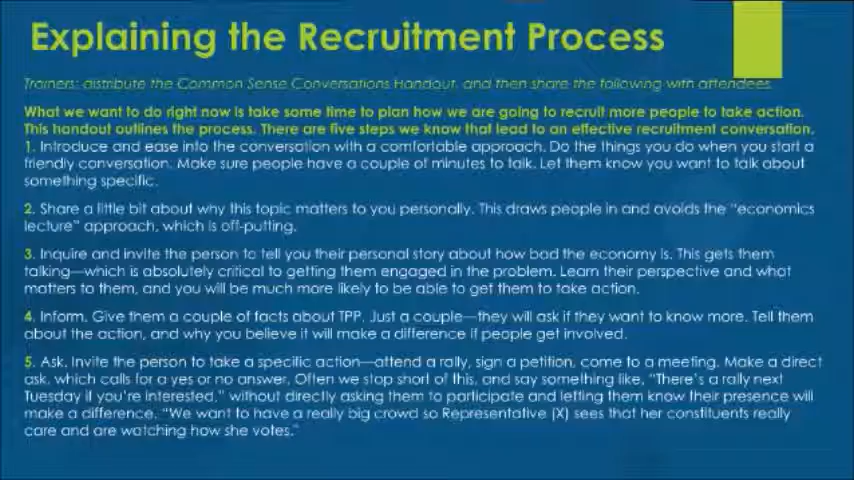 Explaining the Recruitment Process
Trainers: distribute the Common Sense Conversations Handout, and then share the following with attendees.
What we want to do right now is take some time to plan how we are going to recruit more people to take action.
This handout outlines the process. There are five steps we know that lead to an effective recruitment conversation.
1. Introduce and ease into the conversation with a comfortable approach. Do the things you do when you start a
friendly conversation. Make sure people have a couple of minutes to talk. Let them know you want to talk about
something specific.
2. Share a little bit about why this topic matters to you personally. This draws people in and avoids the "economics
lecture" approach, which is off-putting.
3. Inquire and invite the person to tell you their personal story about how bad the economy is. This gets them
talking—which is absolutely critical to getting them engaged in the problem. Learn their perspective and what
matters to them, and you will be much more likely to be able to get them to take action.
4. Inform. Give them a couple of facts about TPP. Just a couple—they will ask if they want to know more. Tell them
about the action, and why you believe it will make a difference if people get involved.
5. Ask. Invite the person to take a specific action—attend a rally, sign a petition, come to a meeting. Make a direct
ask, which calls for a yes or no answer. Often we stop short of this, and say something like, "There's a rally next
Tuesday if you're interested," without directly asking them to participate and letting them know their presence will
make a difference. "We want to have a really big crowd so Representative (X) sees that her constituents really
care and are watching how she votes."